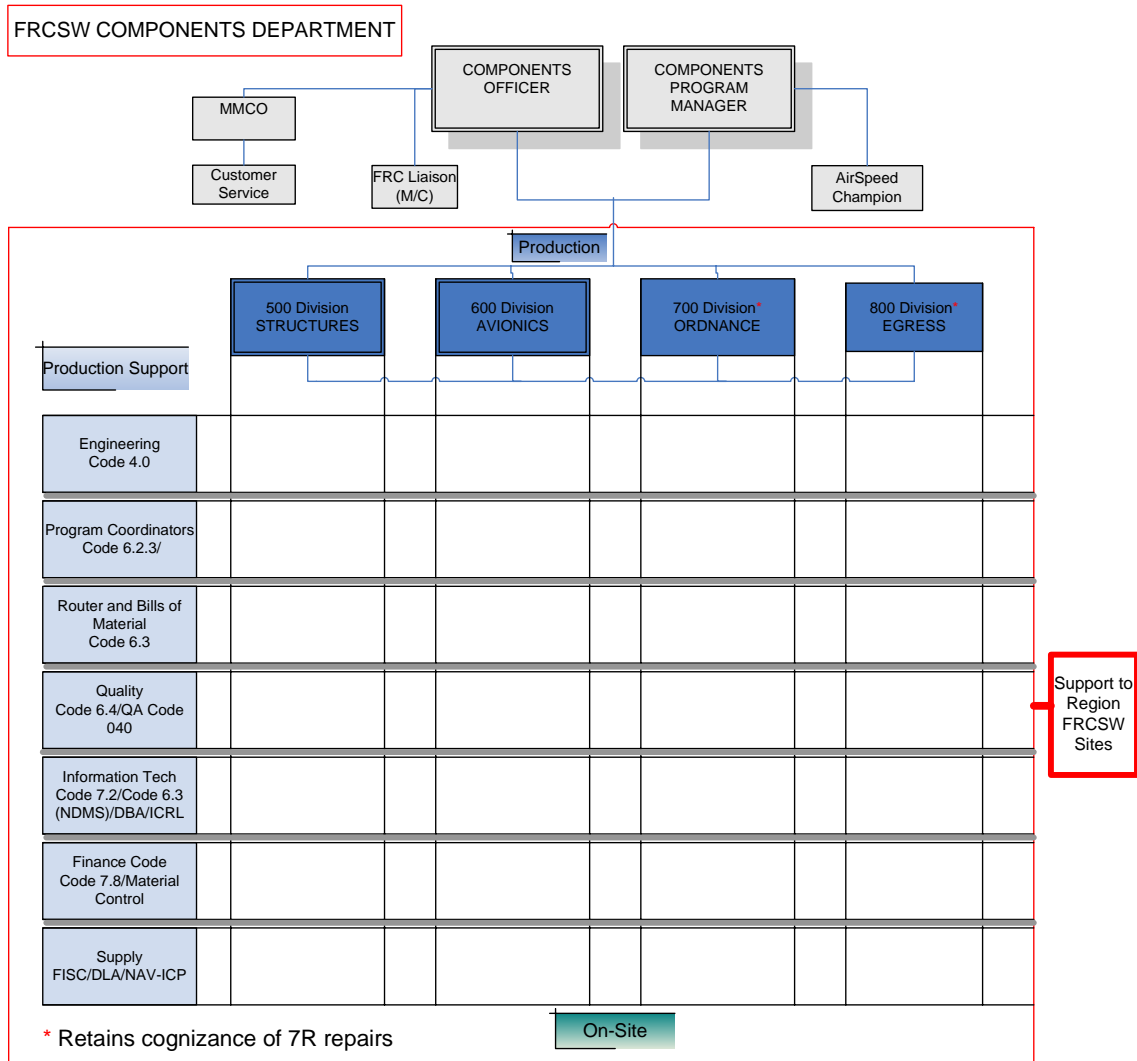 FRCSW COMPONENTS DEPARTMENT
COMPONENTS
OFFICER
COMPONENTS
PROGRAM
MANAGER
MMCO
Customer
Service
FRC Liaison
(M/C)
AirSpeed
Champion
Production
500 Division
STRUCTURES
600 Division
AVIONICS
700 Division*
ORDNANCE
800 Division*
EGRESS
Production Support
Engineering
Code 4.0
Program Coordinators
Code 6.2.3/
Router and Bills of
Material
Code 6.3
Quality
Code 6.4/QA Code
040
Information Tech
Code 7.2/Code 6.3
(NDMS)/DBA/ICRL
Finance Code
Code 7.8/Material
Control
Supply
FISC/DLA/NAV-ICP
Support to
Region
FRCSW
Sites
* Retains cognizance of 7R repairs
On-Site